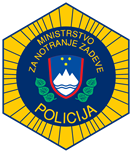 MINISTRSTVO
ZA NOTRANJE ZADEVE
POLICIJA